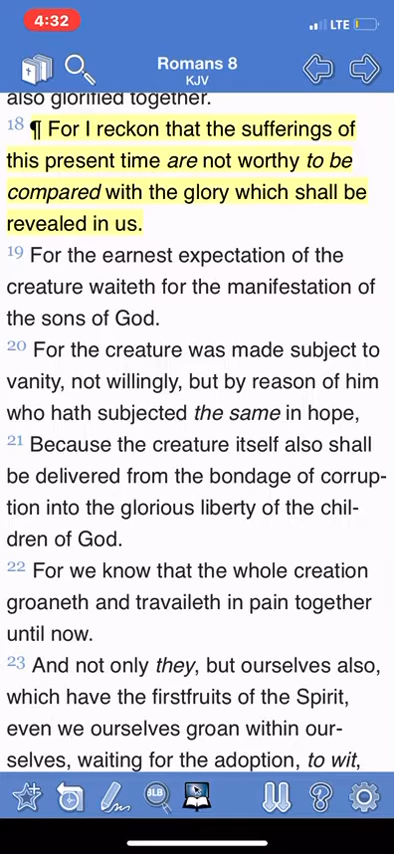 4:32
LTE
Romans 8
KJV
also glorified together.
18 ¶ For I reckon that the sufferings of
this present time are not worthy to be
compared with the glory which shall be
revealed in us.
19 For the earnest expectation of the
creature waiteth for the manifestation of
the sons of God.
20 For the creature was made subject to
vanity, not willingly, but by reason of him
who hath subjected the same in hope,
21 Because the creature itself also shall
be delivered from the bondage of corrup-
tion into the glorious liberty of the chil-
dren of God.
22 For we know that the whole creation
groaneth and travaileth in pain together
until now.
23 And not only they, but ourselves also,
which have the firstfruits of the Spirit,
even we ourselves groan within our-
selves, waiting for the adoption, to wit,
BLB